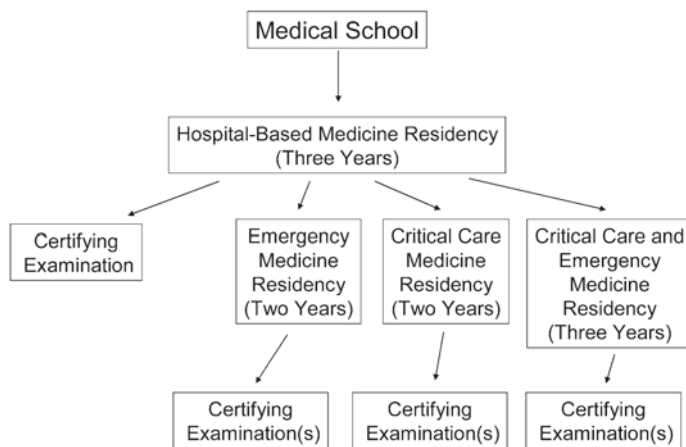 Medical School
Hospital-Based Medicine Residency
(Three Years)
Certifying
Examination
Emergency
Medicine
Residency
(Two Years)
Critical Care
Medicine
Residency
(Two Years)
Critical Care and
Emergency
Medicine
Residency
(Three Years)
Certifying
Examination(s)
Certifying
Examination(s)
Certifying
Examination(s)